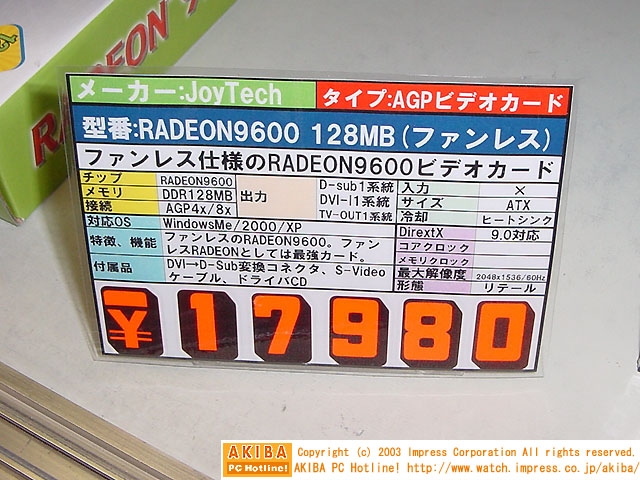 RADEON
RADEON
メーカー:JoyTech
タイプ:AGPビデオカード
型番:RADEON9600 128MB(ファンレス)
ファンレス仕様のRADEON9600ビデオカード
チップ RADEON9600
メモリ DDR128MB
接続 AGP4x/8x
出力
D-sub1系統
DVI-I1系統
TV-OUT1系統
入力 ×
サイズ ATX
冷却 ヒートシンク
対応OS WindowsMe/2000/XP
特徴、機能 ファンレスのRADEON9600。ファン
レスRADEONとしては最強カード。
付属品 DVI→D-Sub変換コネクタ、S-Video
ケーブル、ドライバCD
DirectX 9.0対応
コアクロック
メモリクロック
最大解像度 2048x1536/60Hz
形態 リテール
¥17980
AKIBA
PC Hotline!
Copyright (c) 2003 Impress Corporation All rights reserved.
AKIBA PC Hotline! http://www.watch.impress.co.jp/akiba/